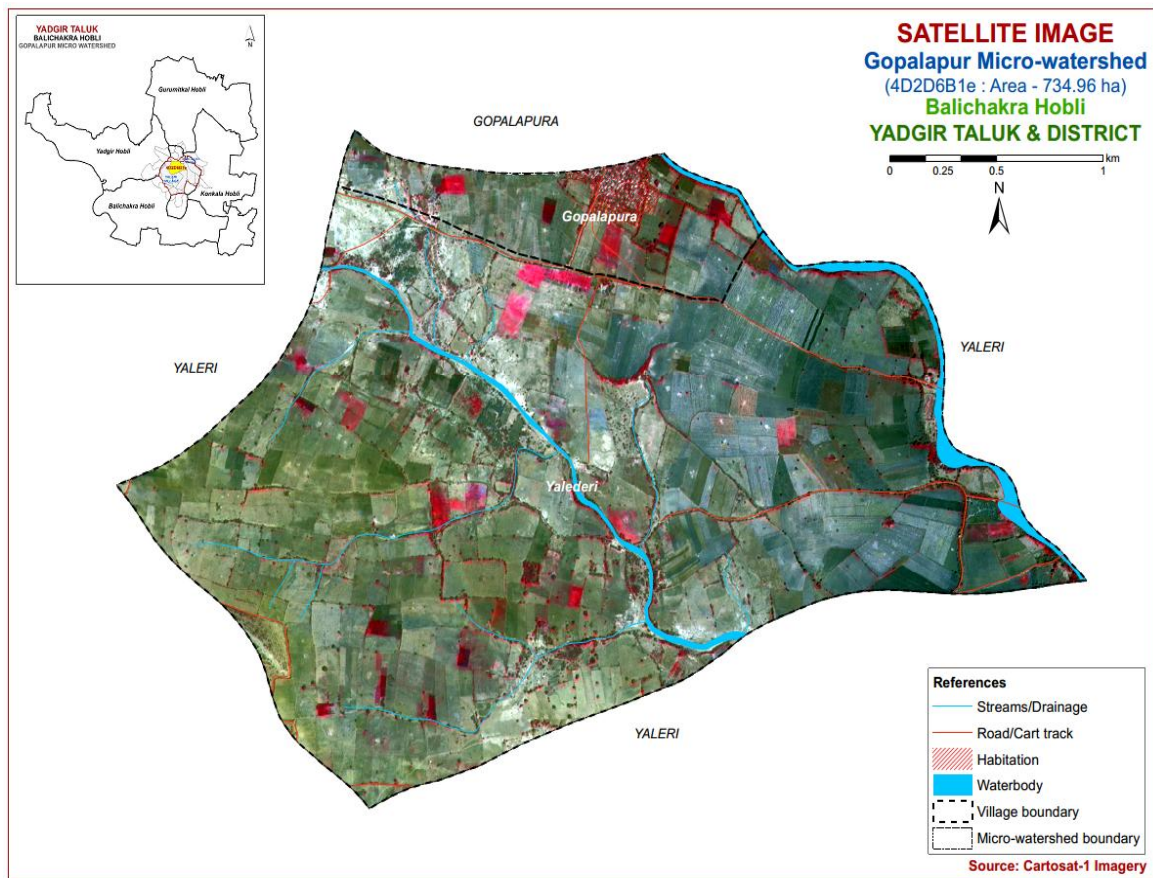 YADGIR TALUK
BALICHAKRA HOBLI
GOPALAPUR MICRO WATERSHED
N
Gurumitkal Hobli
Yadgir Hobli
Konkala Hobli
Balichakra Hobli
SATELLITE IMAGE
Gopalapur Micro-watershed
(4D2D6B1e : Area - 734.96 ha)
Balichakra Hobli
YADGIR TALUK & DISTRICT
km
0 0.25 0.5 1
N
GOPALAPURA
Gopalapura
YALERI
YALERI
Yalederi
YALERI
References
Streams/Drainage
Road/Cart track
Habitation
Waterbody
Village boundary
Micro-watershed boundary
Source: Cartosat-1 Imagery